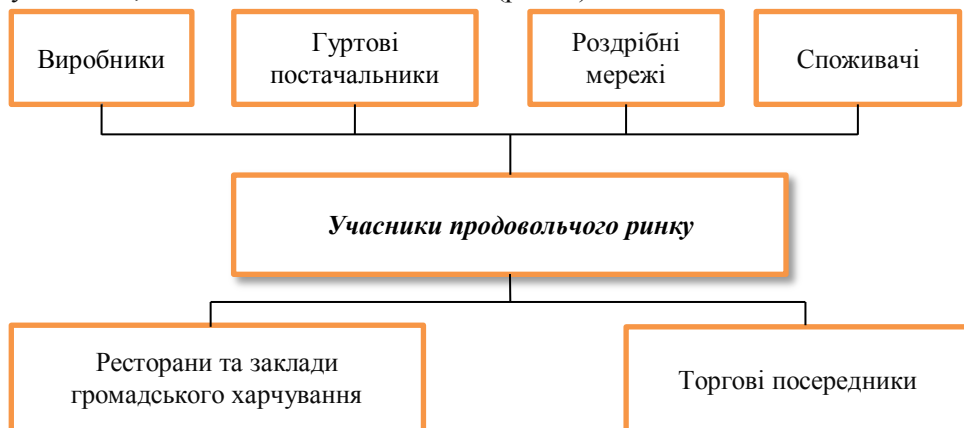 Виробники
Гуртові
постачальники
Роздрібні
мережі
Споживачі
Учасники продовольчого ринку
Ресторани та заклади
громадського харчування
Торгові посередники